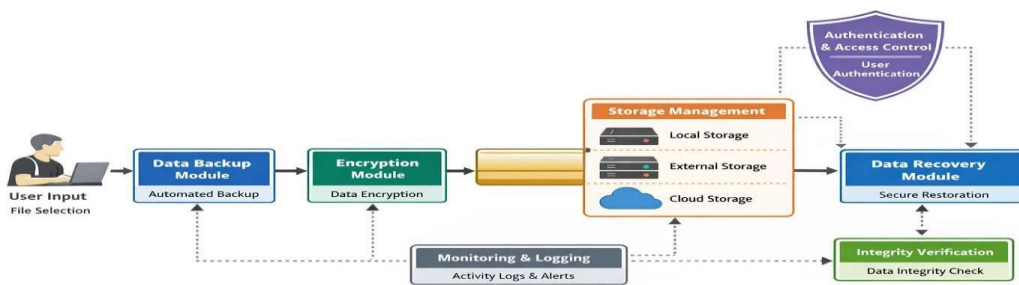 Authentication
& Access Control
User
Authentication
Storage Management
Local Storage
External Storage
Cloud Storage
User Input
File Selection
Data Backup
Module
Automated Backup
Encryption
Module
Data Encryption
Data Recovery
Module
Secure Restoration
Monitoring & Logging
Activity Logs & Alerts
Integrity Verification
Data Integrity Check